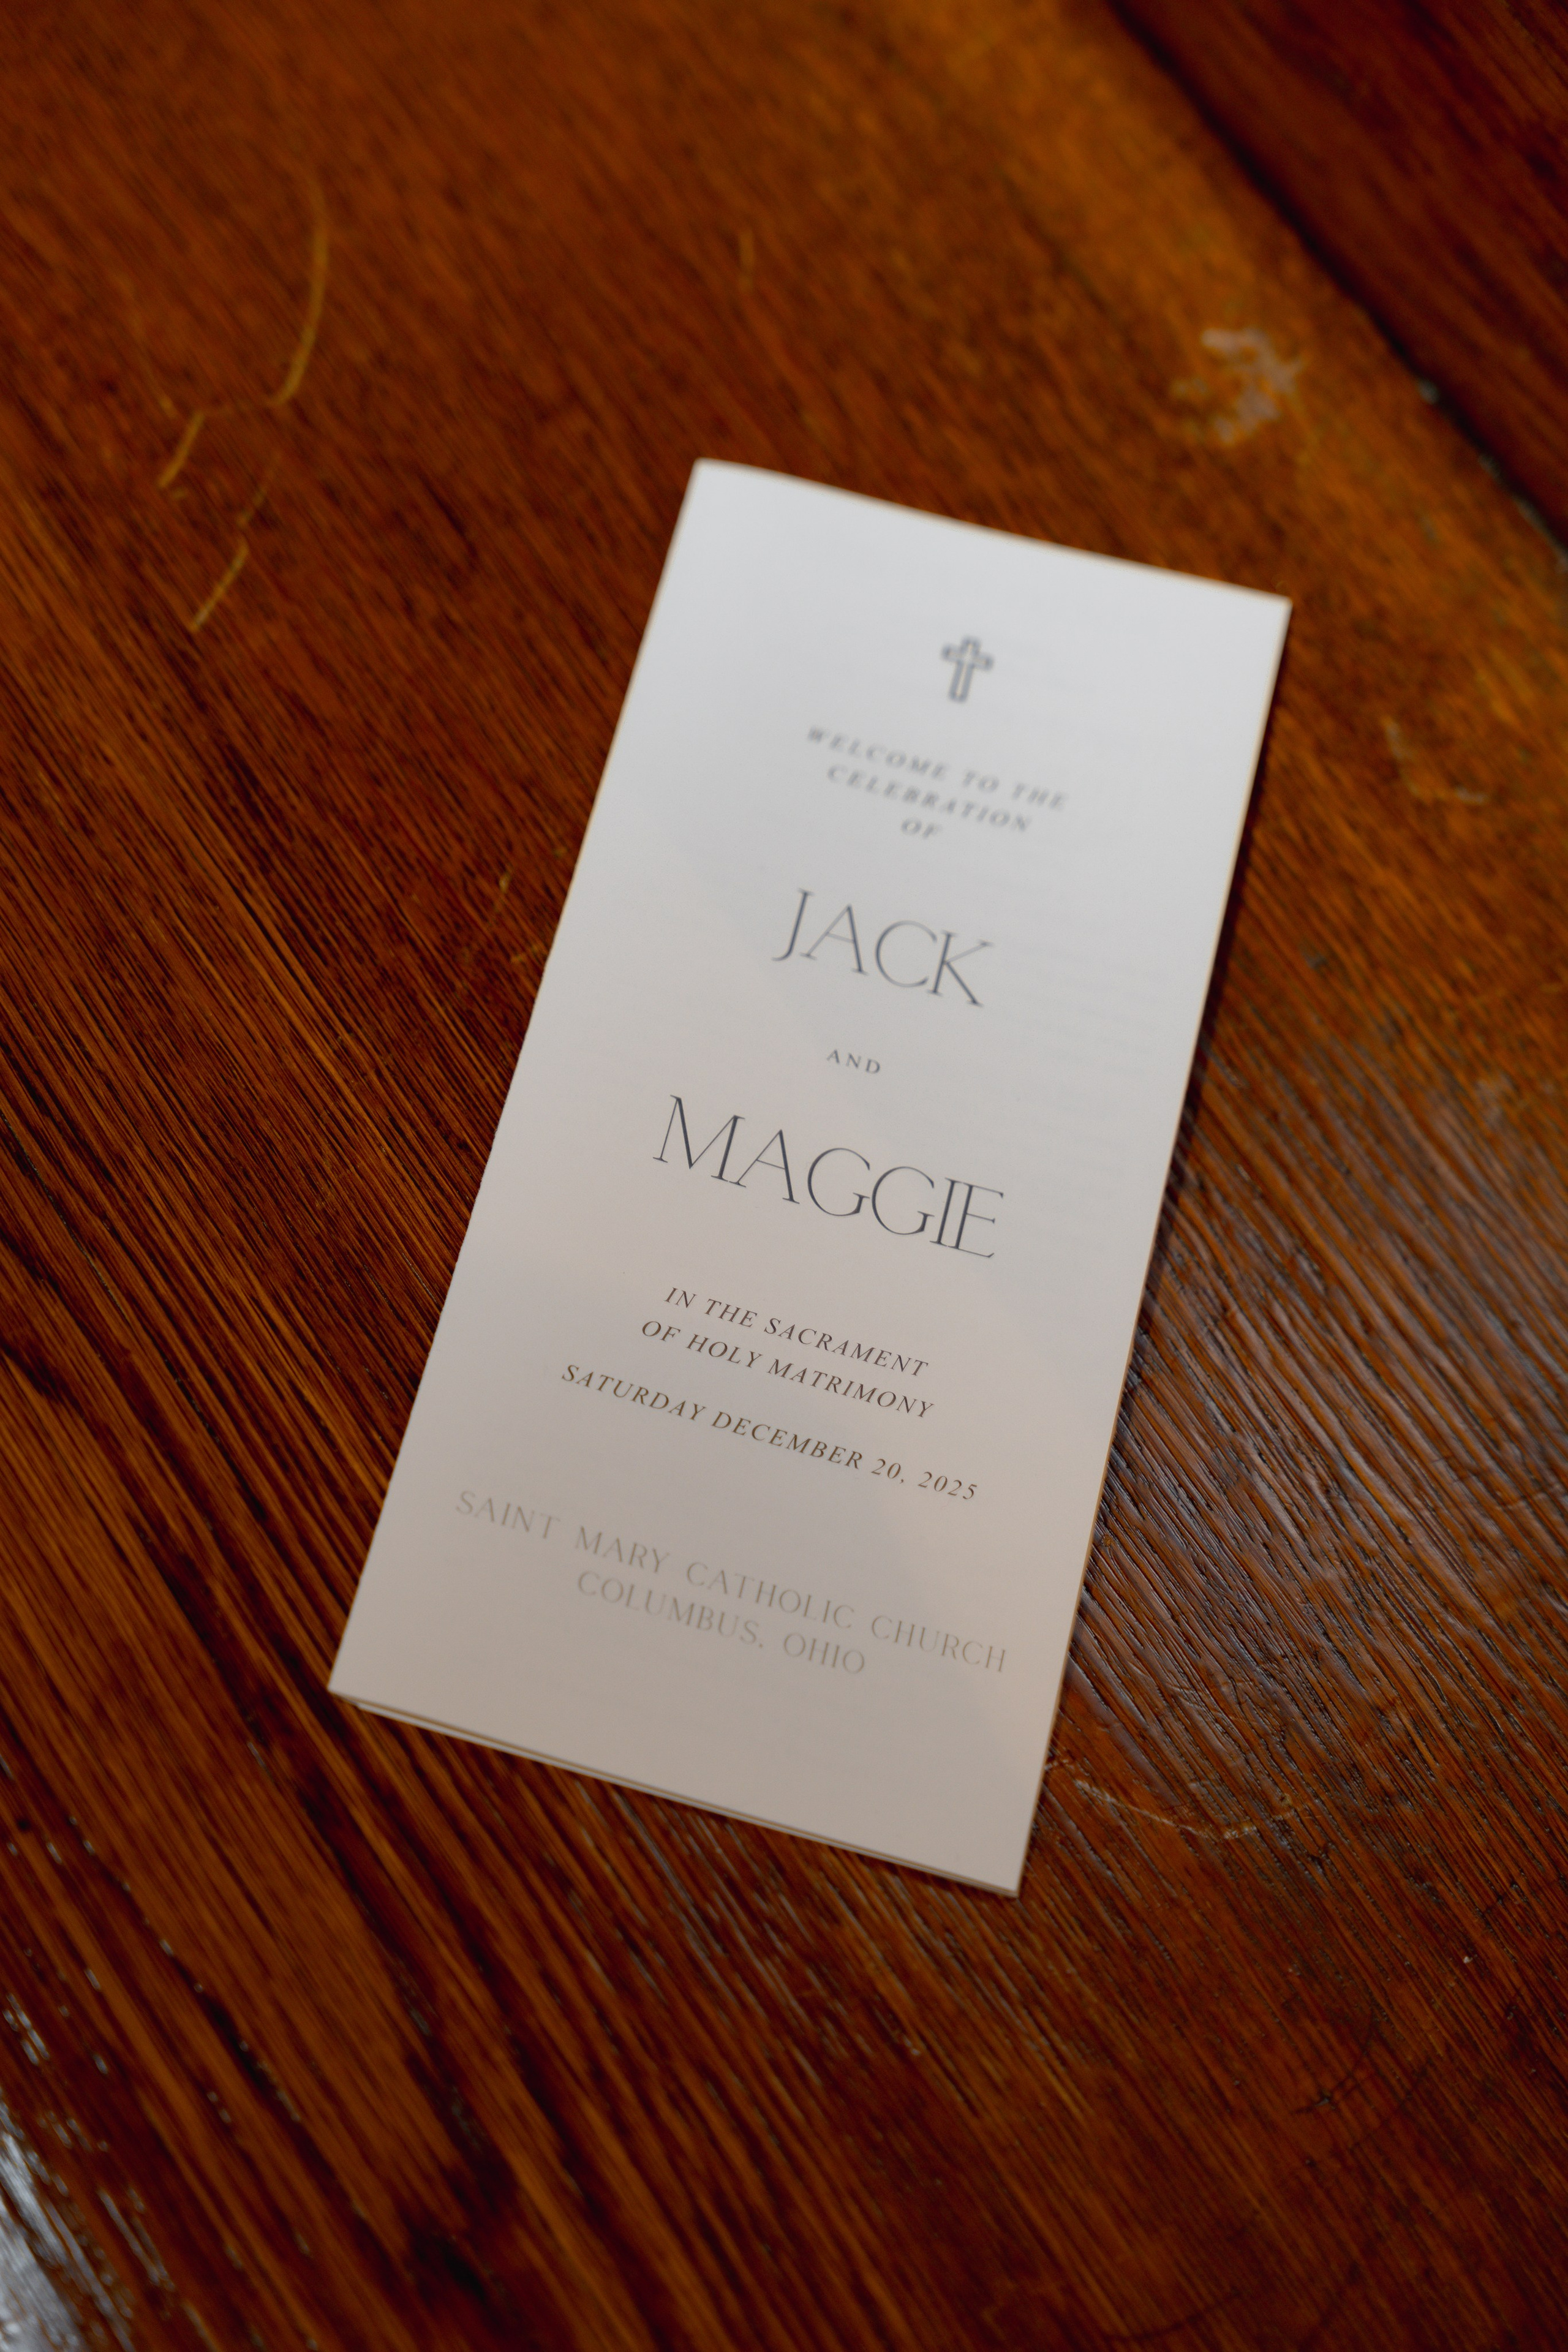 WELCOME TO THE
CELEBRATION
OF
JACK
AND
MAGGIE
IN THE SACRAMENT
OF HOLY MATRIMONY
SATURDAY DECEMBER 20, 2025
SAINT MARY CATHOLIC CHURCH
COLUMBUS, OHIO